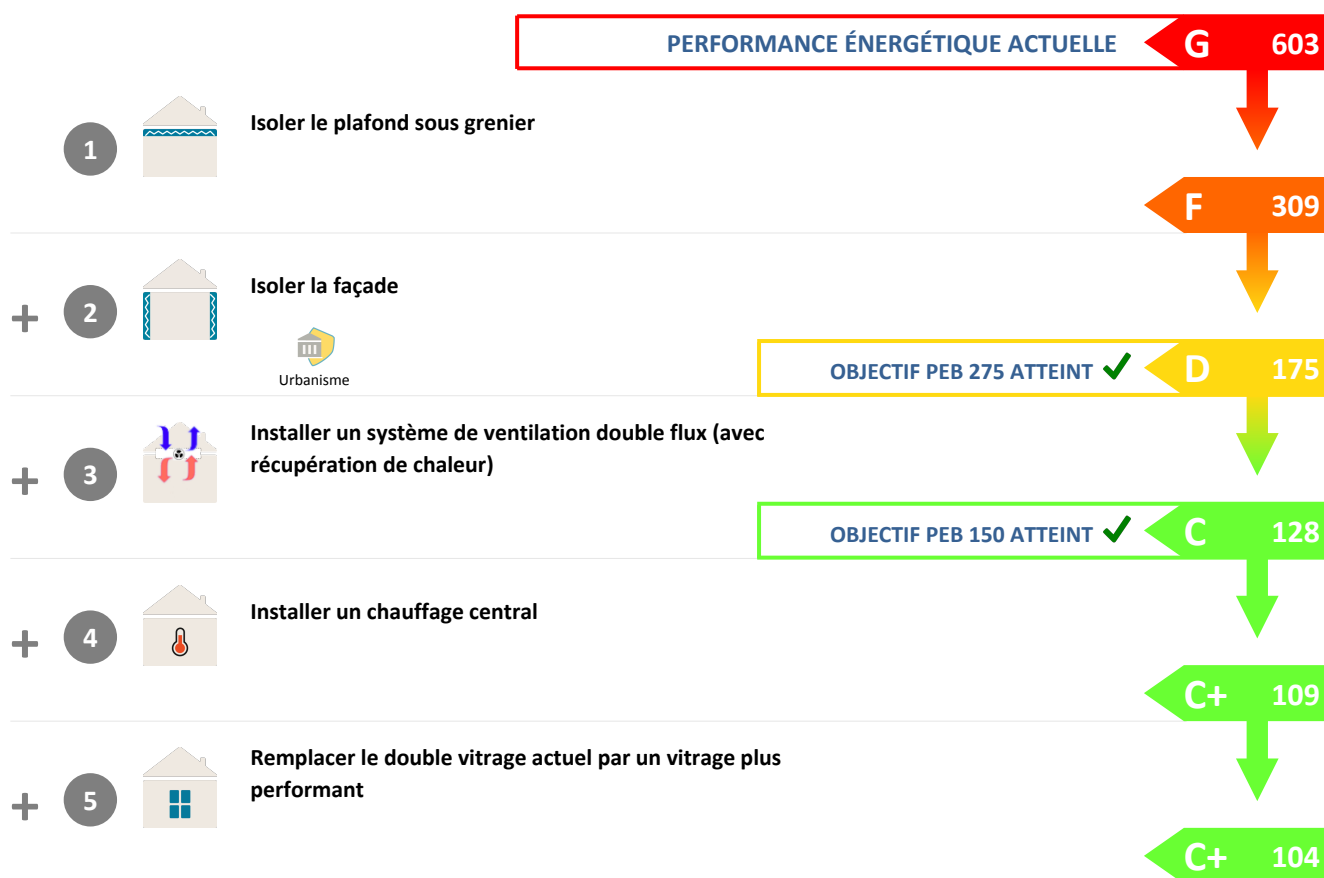 PERFORMANCE ÉNERGÉTIQUE ACTUELLE G 603
1 Isoler le plafond sous grenier
F 309
+ 2 Isoler la façade
Urbanisme
OBJECTIF PEB 275 ATTEINT D 175
+ 3 Installer un système de ventilation double flux (avec
récupération de chaleur)
OBJECTIF PEB 150 ATTEINT C 128
+ 4 Installer un chauffage central
C+ 109
+ 5 Remplacer le double vitrage actuel par un vitrage plus
performant
C+ 104